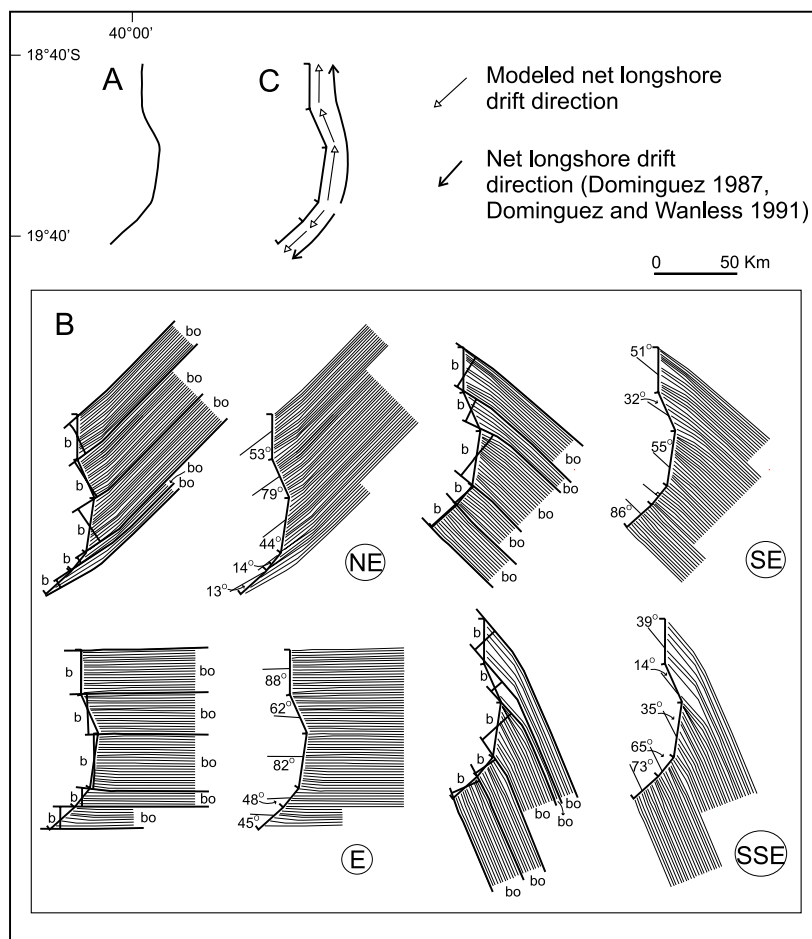 40°00’
18°40’S
A
C
Modeled net longshore
drift direction
Net longshore drift
direction (Dominguez 1987,
Dominguez and Wanless 1991)
19°40’
0 50 Km
B
bo
bo
bo
bo
bo
b
b
b
b
b
53°
79°
44°
14°
13°
NE
b
b
b
b
b
bo
bo
bo
bo
51°
32°
55°
86°
SE
b
b
b
b
bo
bo
bo
bo
bo
88°
62°
82°
48°
45°
E
b
b
b
b
b
bo
bo
bo
bo
39°
14°
35°
65°
73°
SSE